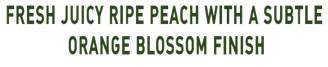 FRESH JUICY RIPE PEACH WITH A SUBTLE
ORANGE BLOSSOM FINISH